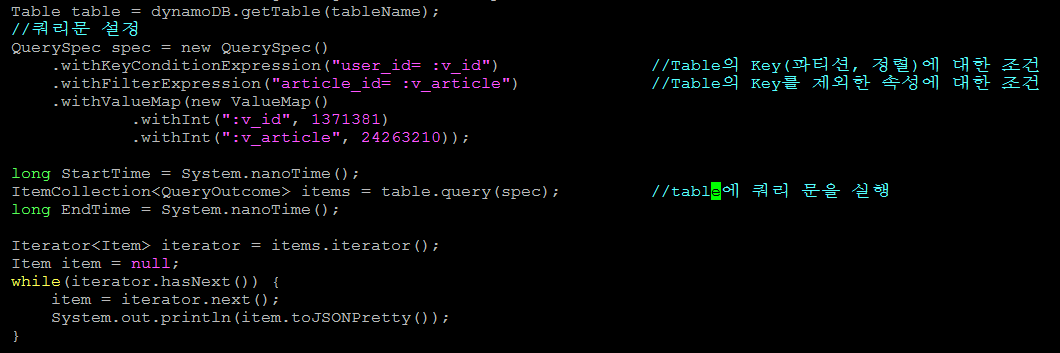 Table table = dynamoDB.getTable(tableName);
//쿼리문 설정
QuerySpec spec = new QuerySpec()
    .withKeyConditionExpression("user_id= :v_id")                //Table의 Key(파티션, 정렬)에 대한 조건
    .withFilterExpression("article_id= :v_article")              //Table의 Key를 제외한 속성에 대한 조건
    .withValueMap(new ValueMap()
            .withInt(":v_id", 1371381)
            .withInt(":v_article", 24263210));

long StartTime = System.nanoTime();
ItemCollection<QueryOutcome> items = table.query(spec);          //table에 쿼리 문을 실행
long EndTime = System.nanoTime();

Iterator<Item> iterator = items.iterator();
Item item = null;
while(iterator.hasNext()) {
    item = iterator.next();
    System.out.println(item.toJSONPretty());
}